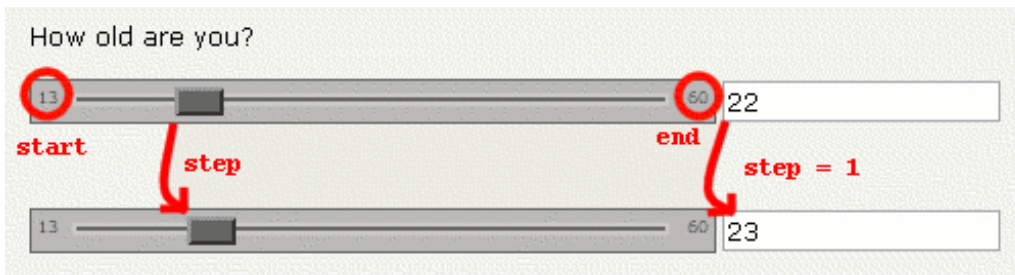 How old are you?
13 60 22
start end
step step = 1
13 60 23